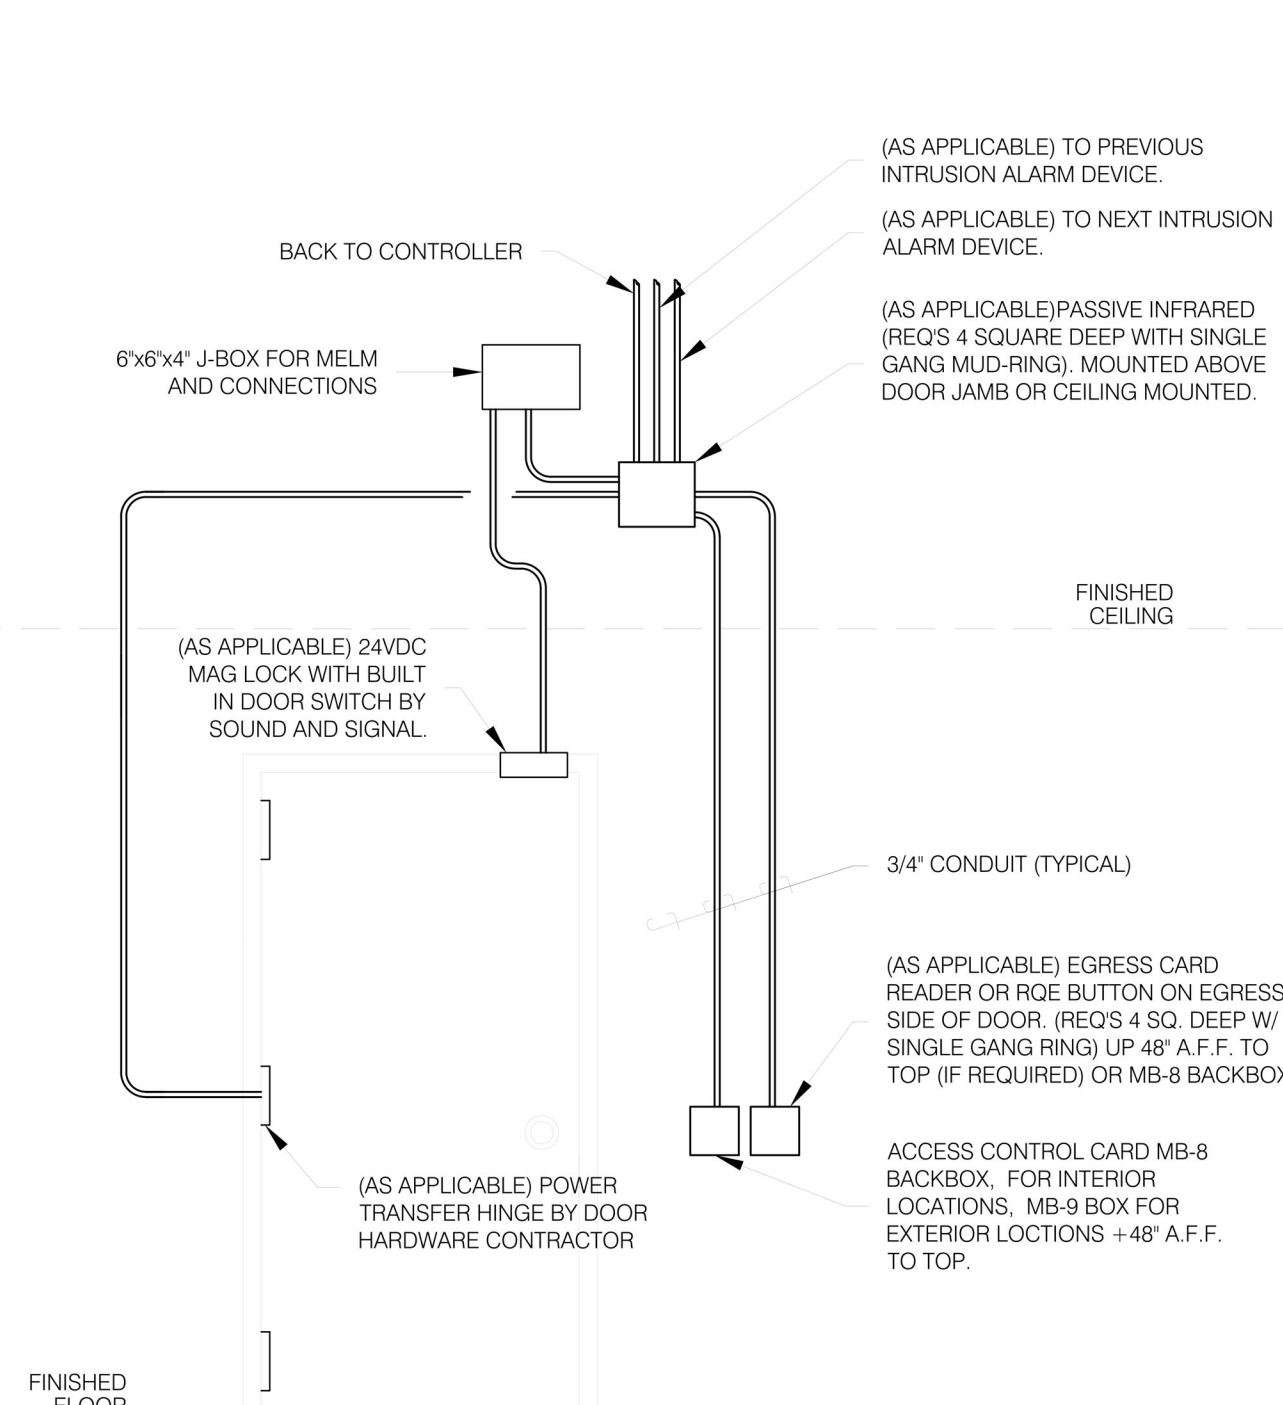 (AS APPLICABLE) TO PREVIOUS
INTRUSION ALARM DEVICE.
(AS APPLICABLE) TO NEXT INTRUSION
ALARM DEVICE.
BACK TO CONTROLLER
(AS APPLICABLE)PASSIVE INFRARED
(REQ'S 4 SQUARE DEEP WITH SINGLE
GANG MUD-RING). MOUNTED ABOVE
DOOR JAMB OR CEILING MOUNTED.
6"x6"x4" J-BOX FOR MELM
AND CONNECTIONS
FINISHED
CEILING
(AS APPLICABLE) 24VDC
MAG LOCK WITH BUILT
IN DOOR SWITCH BY
SOUND AND SIGNAL.
3/4" CONDUIT (TYPICAL)
(AS APPLICABLE) EGRESS CARD
READER OR RQE BUTTON ON EGRESS
SIDE OF DOOR. (REQ'S 4 SQ. DEEP W/
SINGLE GANG RING) UP 48" A.F.F. TO
TOP (IF REQUIRED) OR MB-8 BACKBOX
ACCESS CONTROL CARD MB-8
BACKBOX, FOR INTERIOR
LOCATIONS, MB-9 BOX FOR
EXTERIOR LOCTIONS +48" A.F.F.
TO TOP.
(AS APPLICABLE) POWER
TRANSFER HINGE BY DOOR
HARDWARE CONTRACTOR
FINISHED
FLOOR